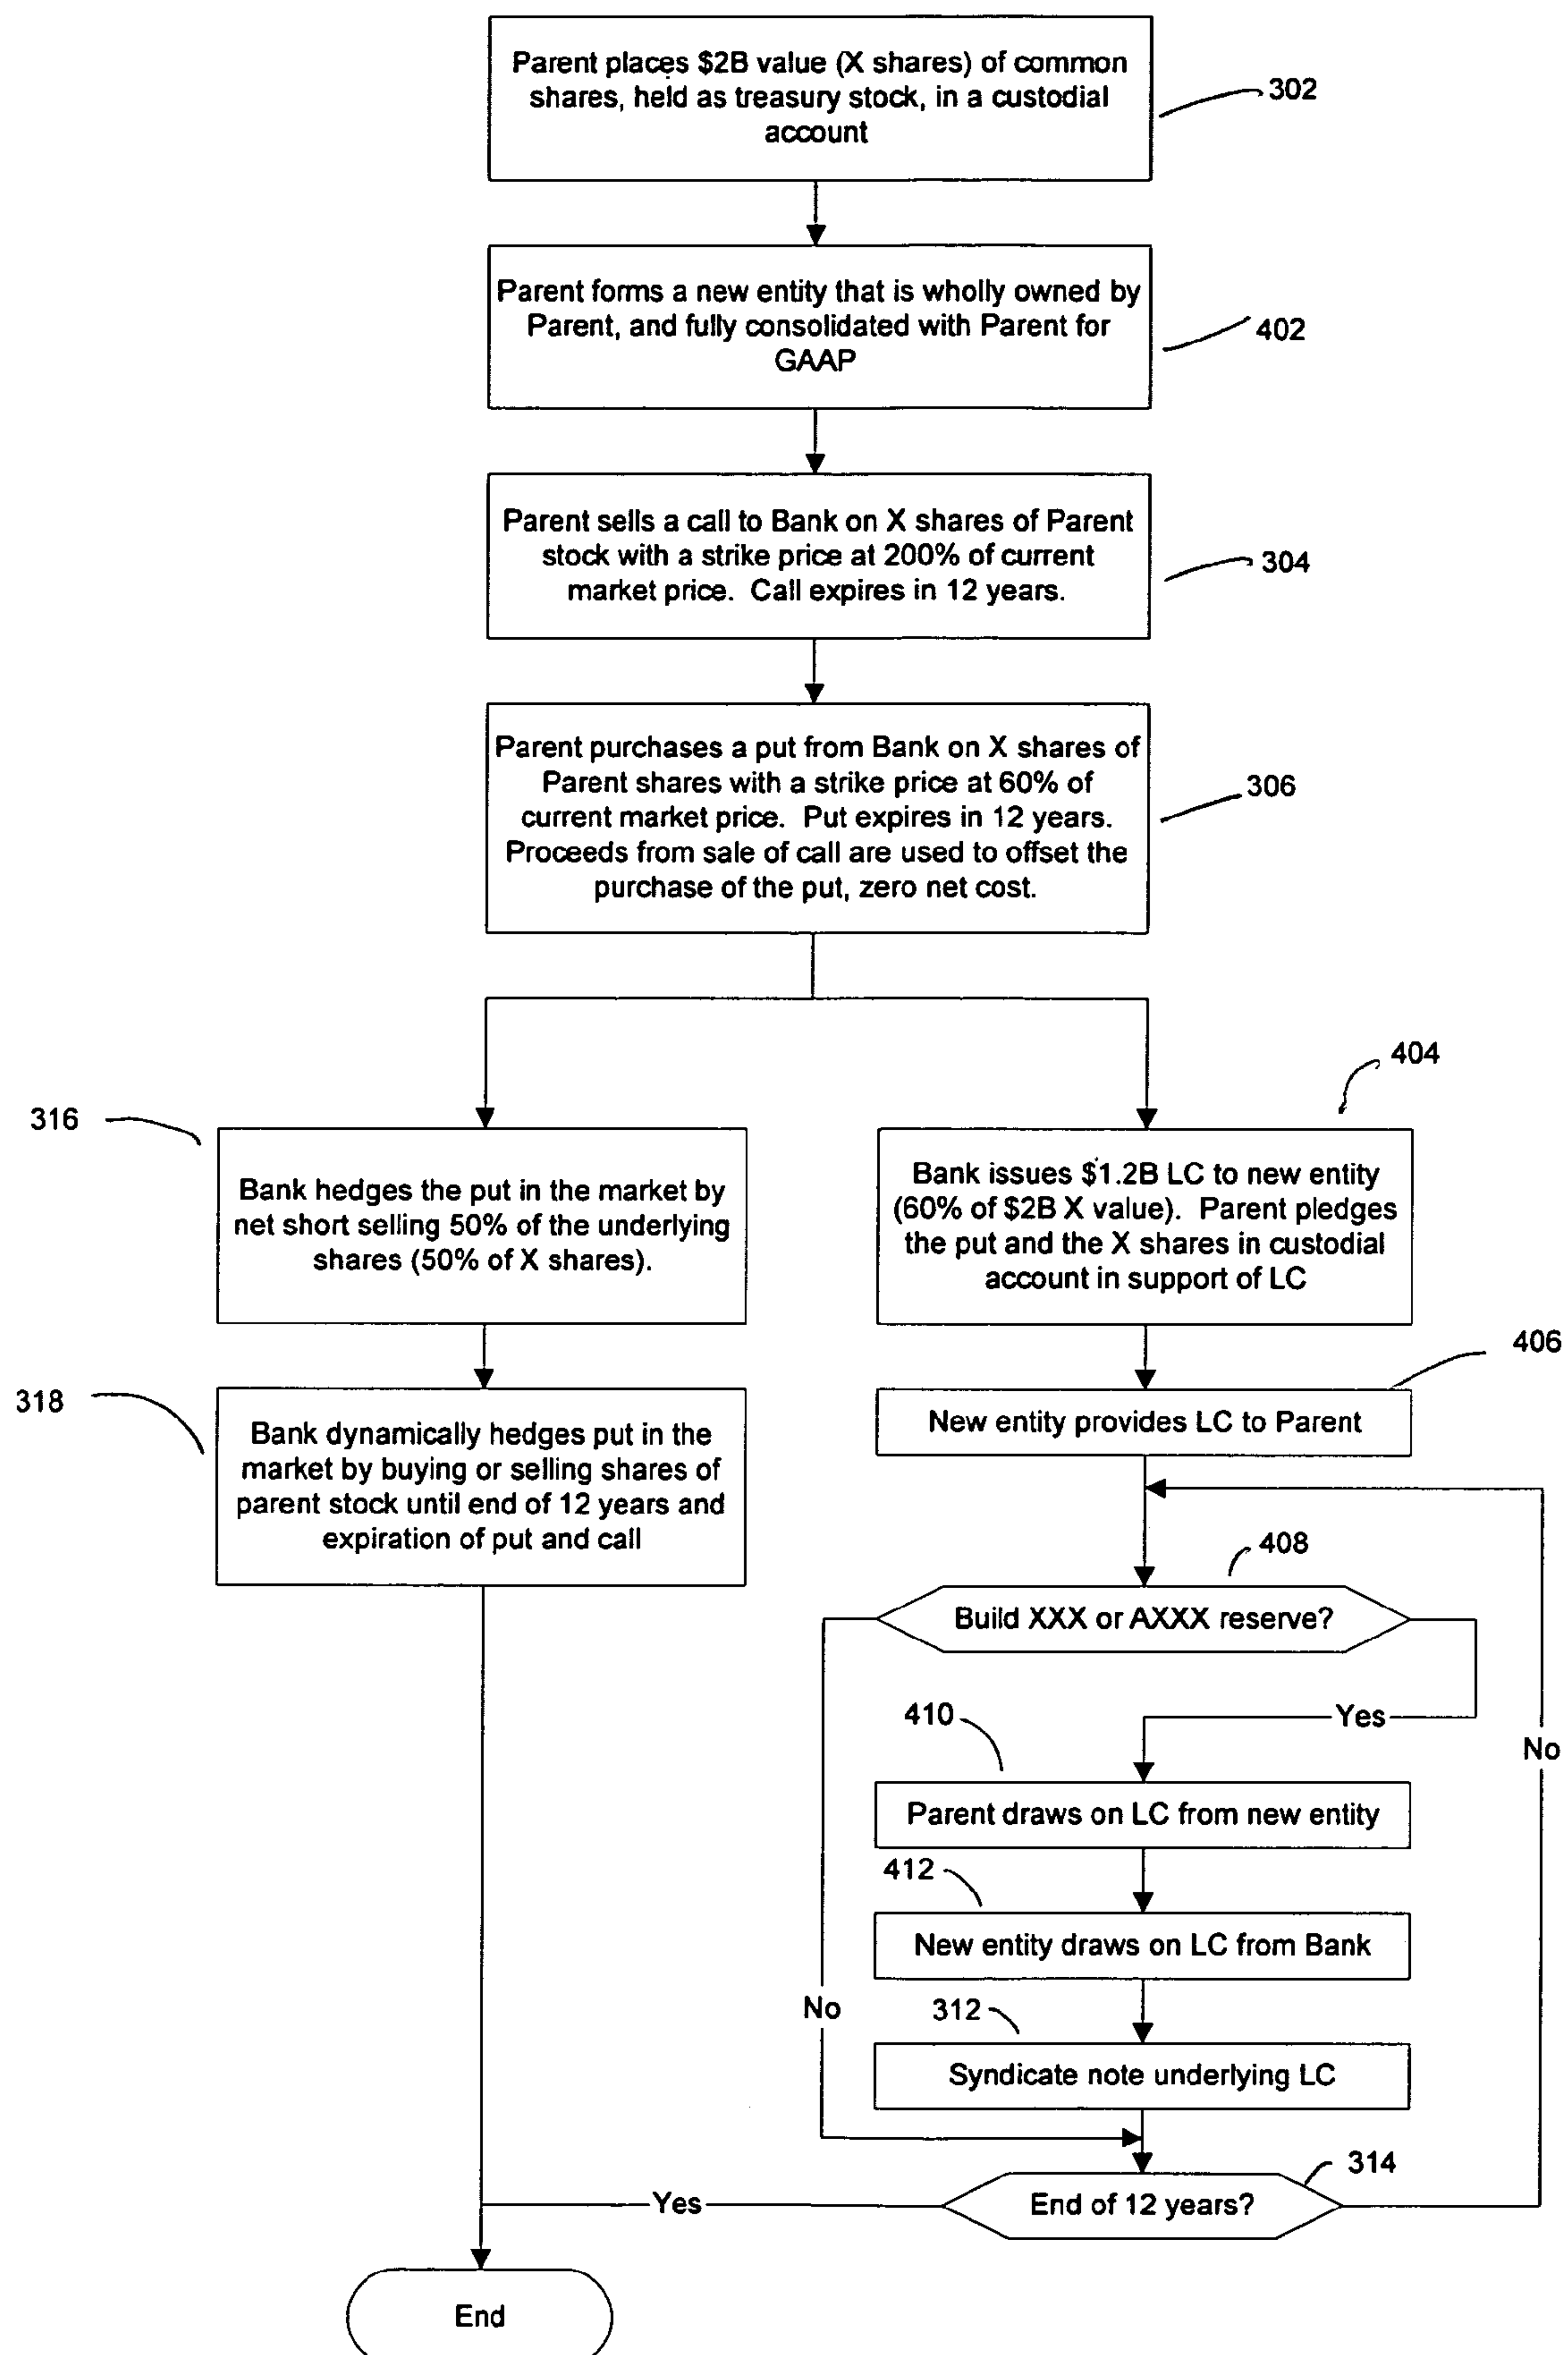 Parent places $2B value (X shares) of common
shares, held as treasury stock, in a custodial
account
302
Parent forms a new entity that is wholly owned by
Parent, and fully consolidated with Parent for
GAAP
402
Parent sells a call to Bank on X shares of Parent
stock with a strike price at 200% of current
market price. Call expires in 12 years.
304
Parent purchases a put from Bank on X shares of
Parent shares with a strike price at 60% of
current market price. Put expires in 12 years.
Proceeds from sale of call are used to offset the
purchase of the put, zero net cost.
306
316
Bank hedges the put in the market by
net short selling 50% of the underlying
shares (50% of X shares).
318
Bank dynamically hedges put in the
market by buying or selling shares of
parent stock until end of 12 years and
expiration of put and call
404
Bank issues $1.2B LC to new entity
(60% of $2B X value). Parent pledges
the put and the X shares in custodial
account in support of LC
406
New entity provides LC to Parent
408
Build XXX or AXXX reserve?
Yes
No
410
Parent draws on LC from new entity
412
New entity draws on LC from Bank
No
312
Syndicate note underlying LC
314
End of 12 years?
Yes
End